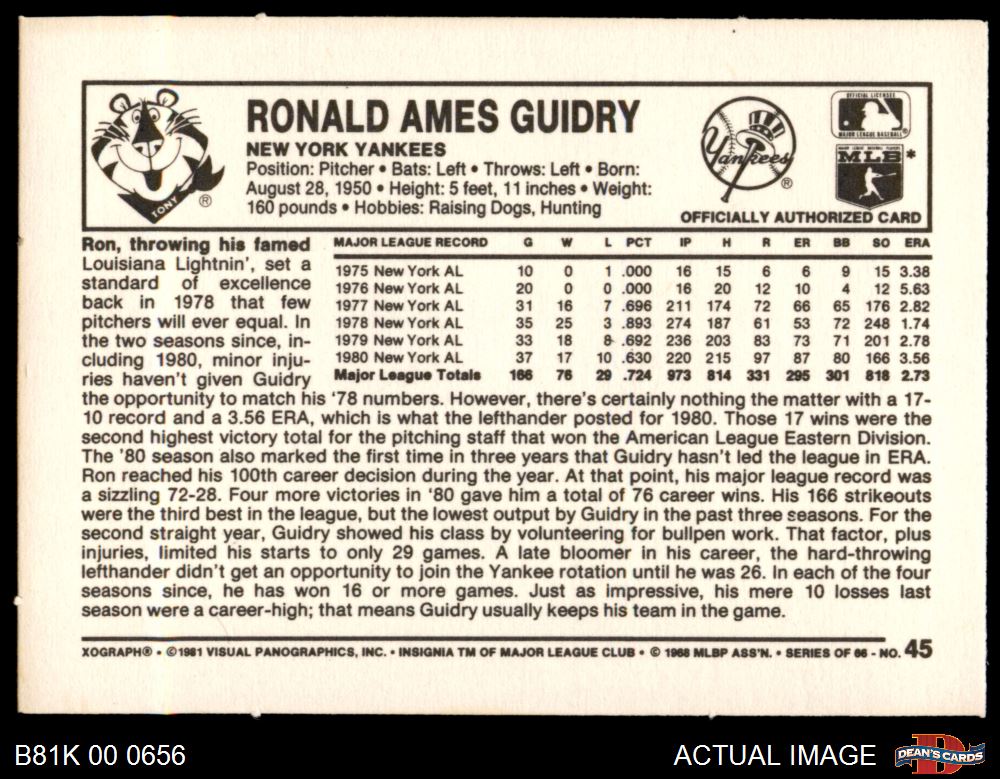 RONALD AMES GUIDRY
NEW YORK YANKEES
Position: Pitcher • Bats: Left • Throws: Left • Born:
August 28, 1950 • Height: 5 feet, 11 inches • Weight:
160 pounds • Hobbies: Raising Dogs, Hunting
TONY ®
Yankees ®
OFFICIAL LICENSEE
MAJOR LEAGUE BASEBALL ®
MAJOR LEAGUE BASEBALL PLAYERS
MLB *
OFFICIALLY AUTHORIZED CARD
MAJOR LEAGUE RECORD G W L PCT IP H R ER BB SO ERA
1975 New York AL 10 0 1 .000 16 15 6 6 9 15 3.38
1976 New York AL 20 0 0 .000 16 20 12 10 4 12 5.63
1977 New York AL 31 16 7 .696 211 174 72 66 65 176 2.82
1978 New York AL 35 25 3 .893 274 187 61 53 72 248 1.74
1979 New York AL 33 18 8 .692 236 203 83 73 71 201 2.78
1980 New York AL 37 17 10 .630 220 215 97 87 80 166 3.56
Major League Totals 166 76 29 .724 973 814 331 295 301 818 2.73
Ron, throwing his famed
Louisiana Lightnin', set a
standard of excellence
back in 1978 that few
pitchers will ever equal. In
the two seasons since, in-
cluding 1980, minor inju-
ries haven't given Guidry
the opportunity to match his '78 numbers. However, there's certainly nothing the matter with a 17-
10 record and a 3.56 ERA, which is what the lefthander posted for 1980. Those 17 wins were the
second highest victory total for the pitching staff that won the American League Eastern Division.
The '80 season also marked the first time in three years that Guidry hasn't led the league in ERA.
Ron reached his 100th career decision during the year. At that point, his major league record was
a sizzling 72-28. Four more victories in '80 gave him a total of 76 career wins. His 166 strikeouts
were the third best in the league, but the lowest output by Guidry in the past three seasons. For the
second straight year, Guidry showed his class by volunteering for bullpen work. That factor, plus
injuries, limited his starts to only 29 games. A late bloomer in his career, the hard-throwing
lefthander didn't get an opportunity to join the Yankee rotation until he was 26. In each of the four
seasons since, he has won 16 or more games. Just as impressive, his mere 10 losses last
season were a career-high; that means Guidry usually keeps his team in the game.
XOGRAPH® • ©1981 VISUAL PANOGRAPHICS, INC. • INSIGNIA TM OF MAJOR LEAGUE CLUB • © 1968 MLBP ASS'N. • SERIES OF 66 - NO. 45
B81K 00 0656
ACTUAL IMAGE
DEAN'S CARDS